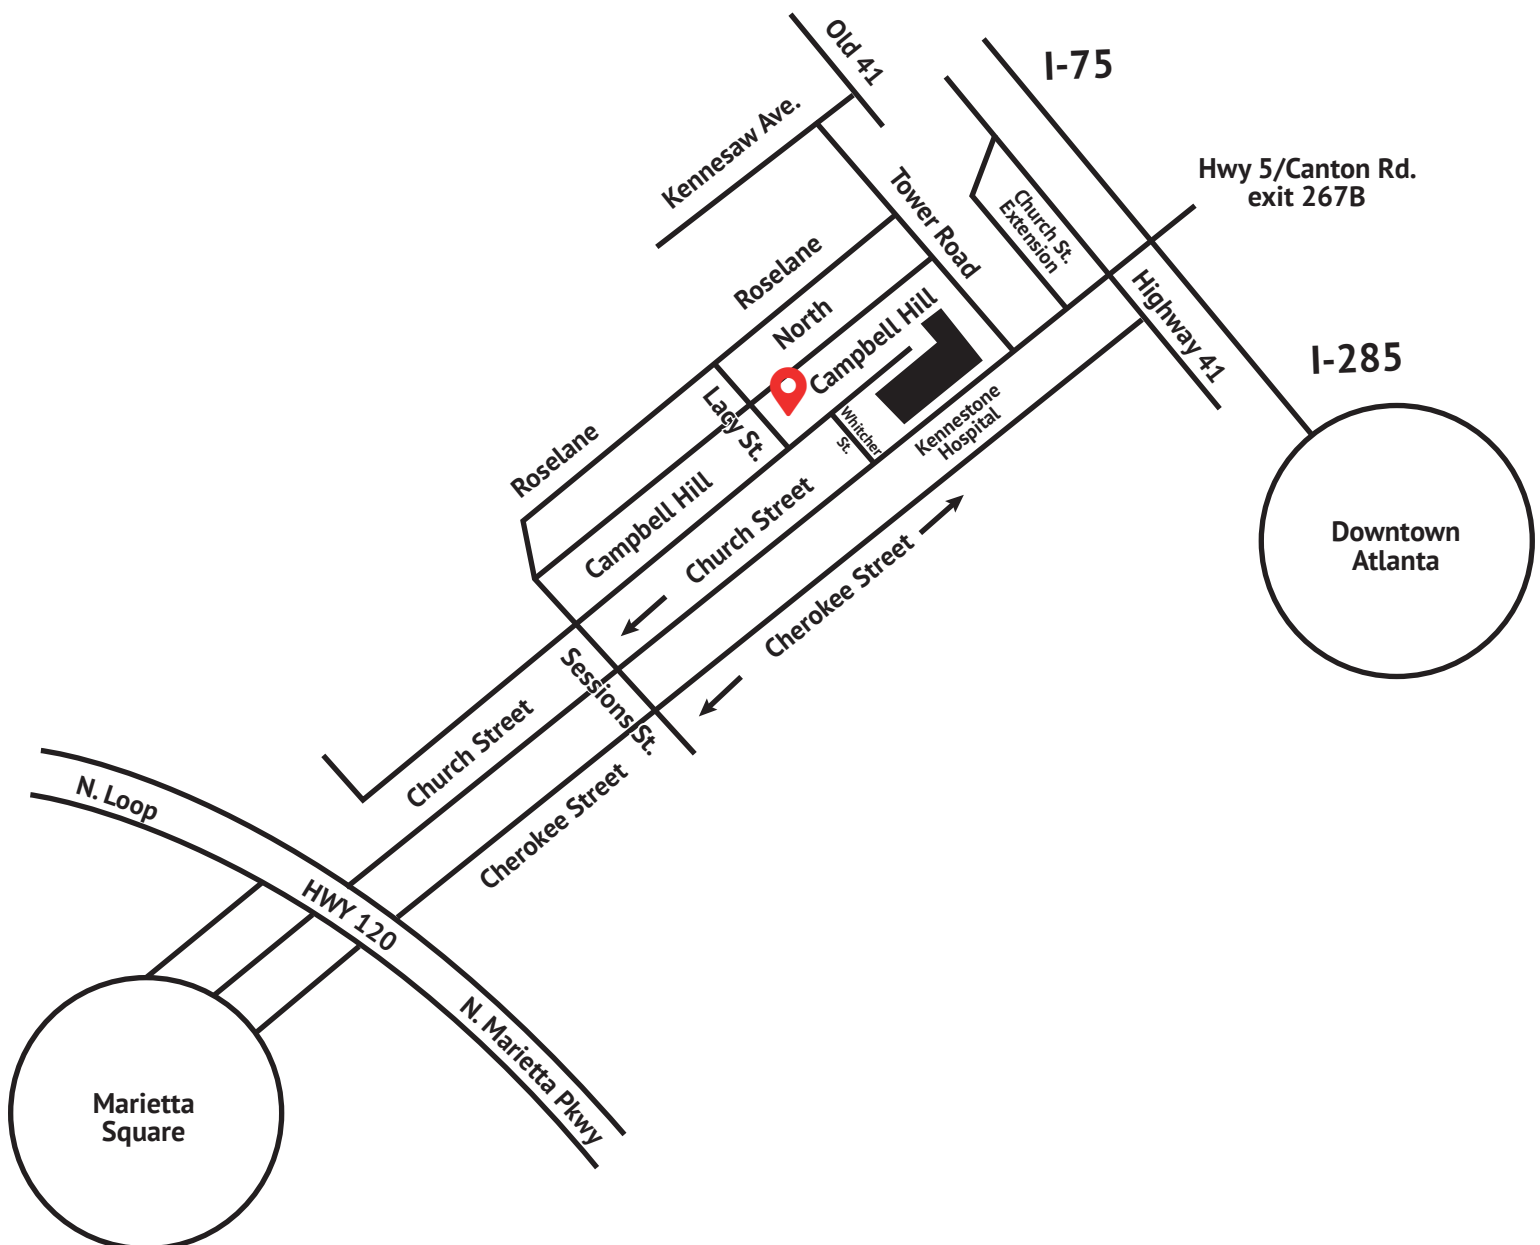 Old 41
I-75
Kennesaw Ave.
Hwy 5/Canton Rd.
exit 267B
Tower Road
Church St.
Extension
Roselane
North
Highway 41
Campbell Hill
I-285
Lacy St.
Whitcher
St.
Kennestone
Hospital
Roselane
Campbell Hill
Church Street
Downtown
Atlanta
Cherokee Street
Sessions St.
Church Street
Cherokee Street
N. Loop
HWY 120
N. Marietta Pkwy
Marietta
Square